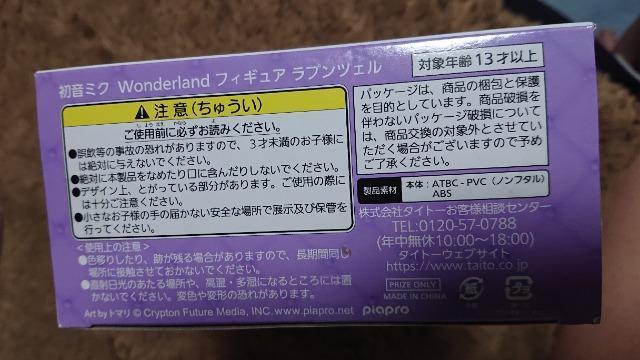 初音ミク Wonderland フィギュア ラプンツェル
対象年齢13才以上
注意(ちゅうい)
ご使用前に必ずお読みください。
●誤飲等の事故の恐れがありますので、3才未満のお子様には絶対に与えないでください。
●絶対に本製品をなめたり口に含んだりしないでください。
●デザイン上、とがっている部分があります。ご使用の際には十分ご注意ください。
●小さなお子様の手の届かない安全な場所で展示及び保管を行ってください。
<使用上の注意>
●色移りしたり、跡が残る場合がありますので、長期間同じ場所に接触させておかないでください。
●直射日光のあたる場所や、高温・多湿になるところには置かないでください。変色や変形の恐れがあります。
Art by トマリ © Crypton Future Media, INC. www.piapro.net piapro
パッケージは、商品の梱包と保護
を目的としています。商品破損を
伴わないパッケージ破損について
は、商品交換の対象外とさせてい
ただく場合がございますので予め
ご了承ください。
製品素材 本体:ATBC-PVC(ノンフタル)
ABS
株式会社タイトーお客様相談センター
TEL:0120-57-0788
(年中無休10:00~18:00)
タイトーウェブサイト
https://www.taito.co.jp
PRIZE ONLY
MADE IN CHINA
紙
プラ